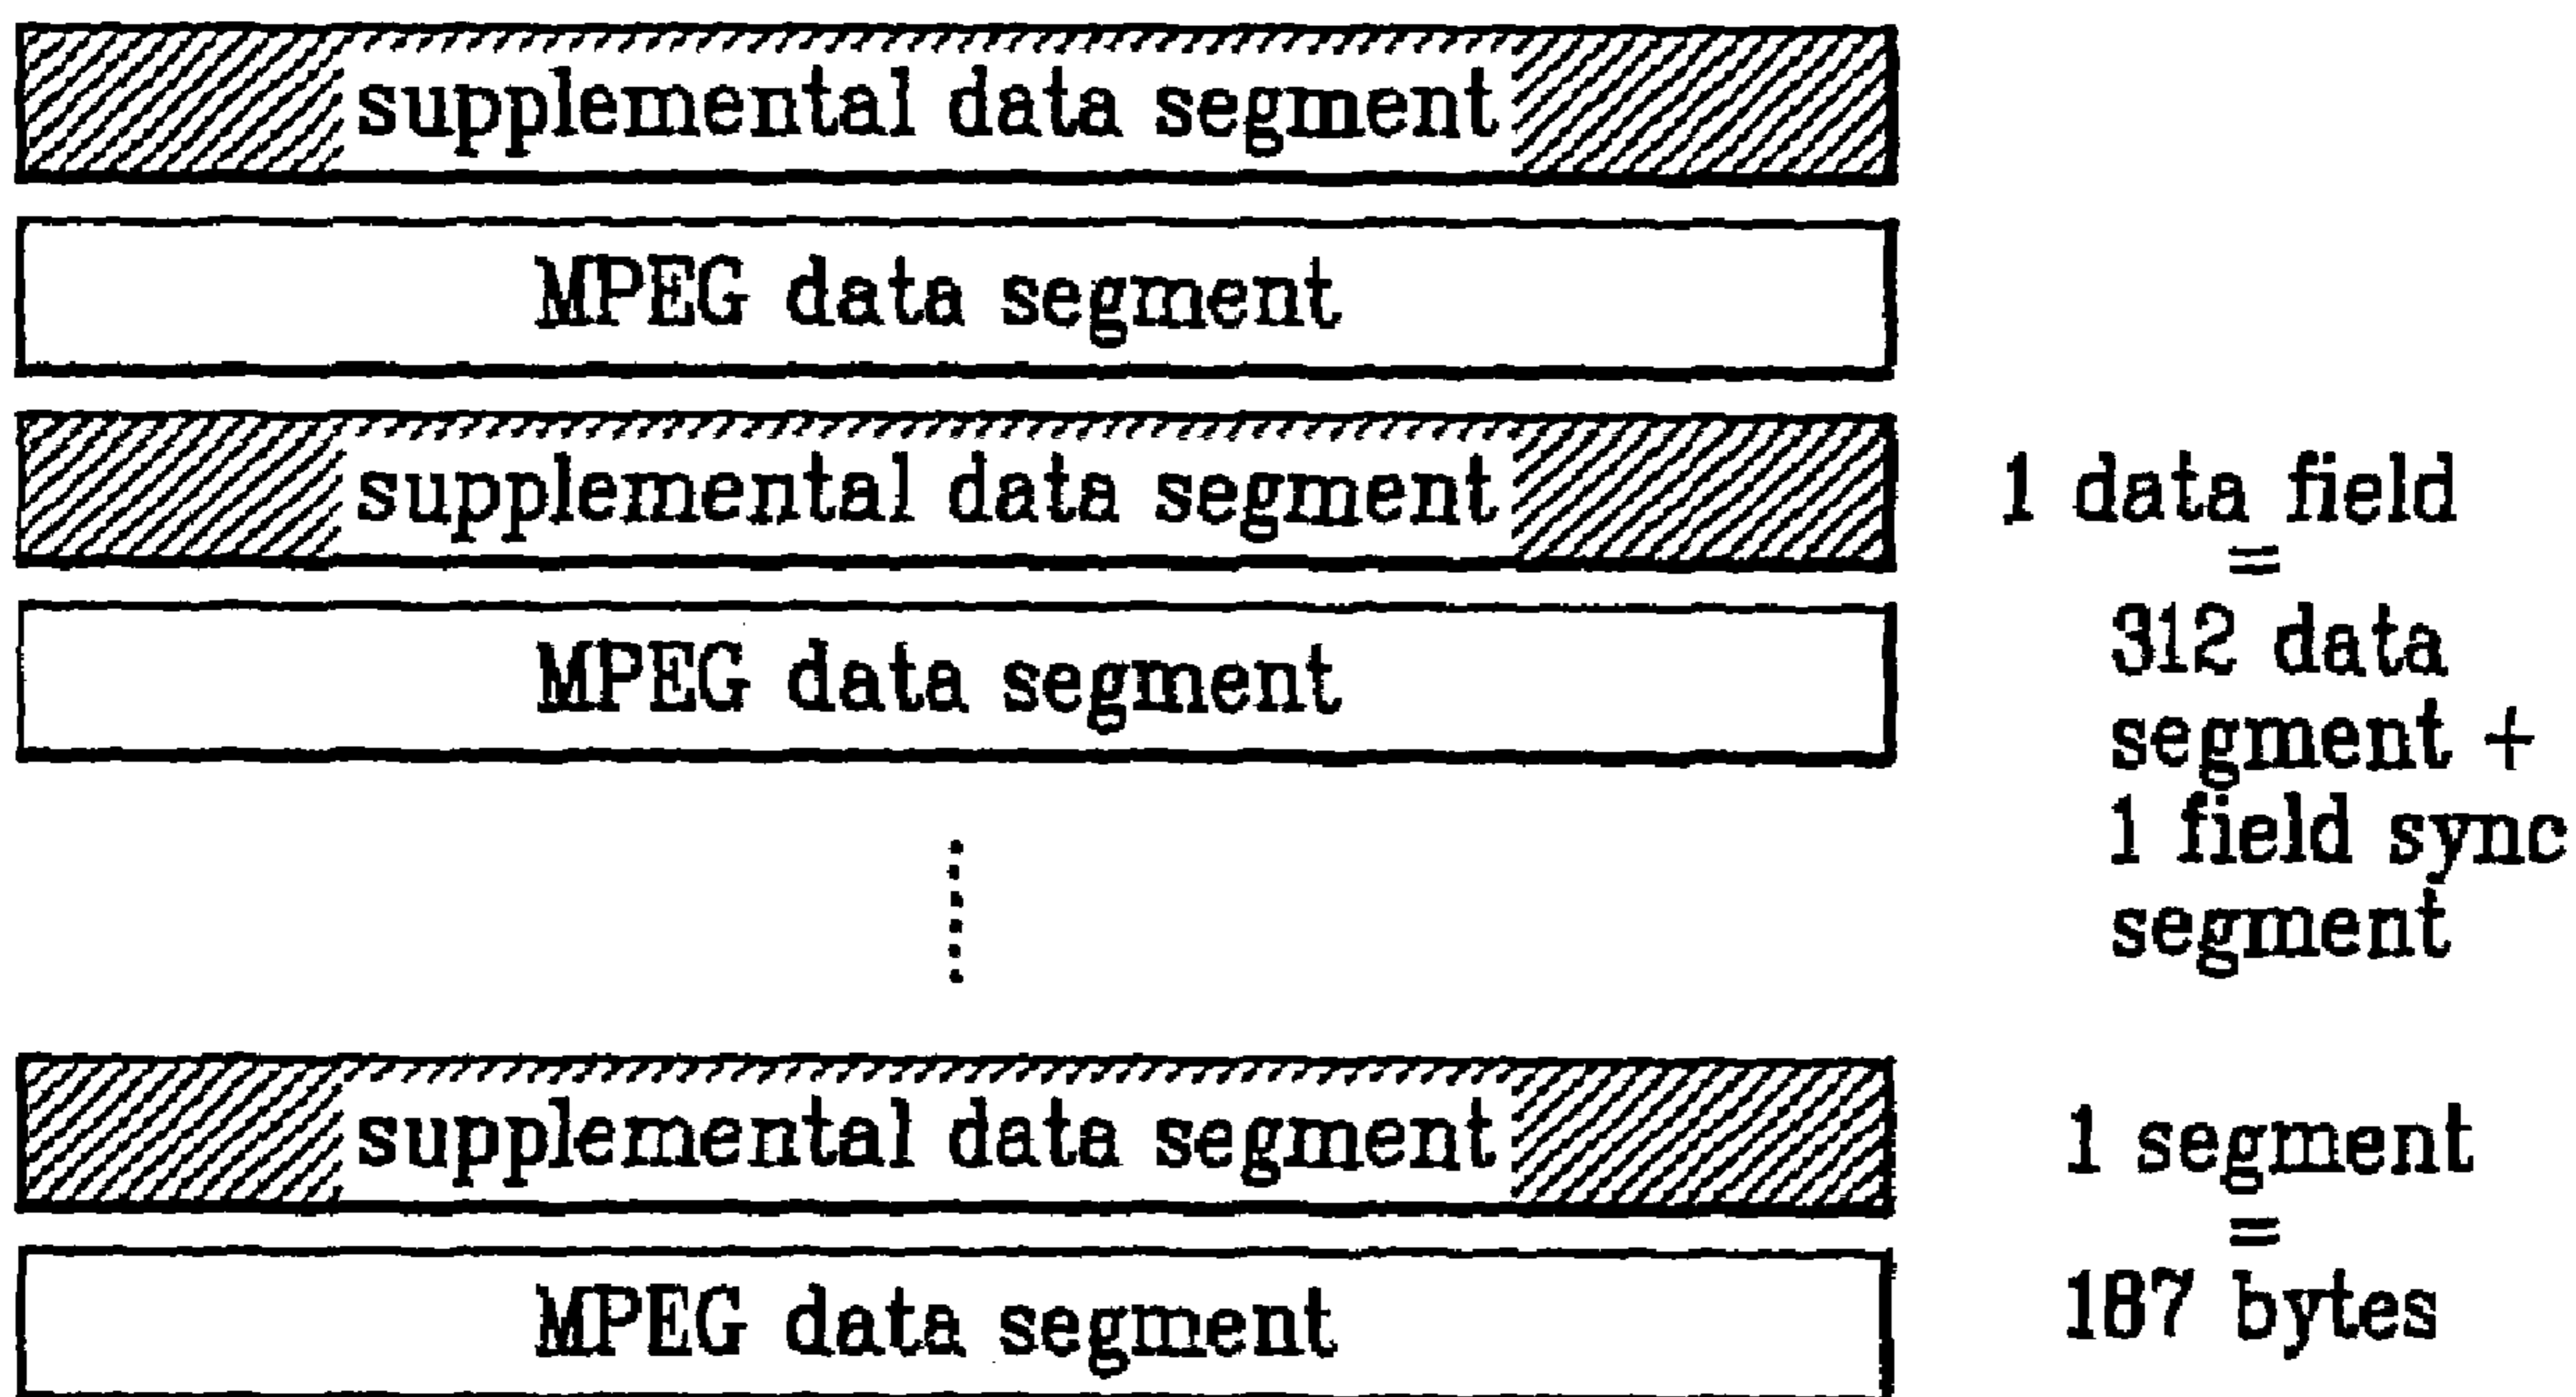 supplemental data segment
MPEG data segment
supplemental data segment
MPEG data segment
1 data field
=
312 data
segment +
1 field sync
segment
supplemental data segment
MPEG data segment
1 segment
=
187 bytes